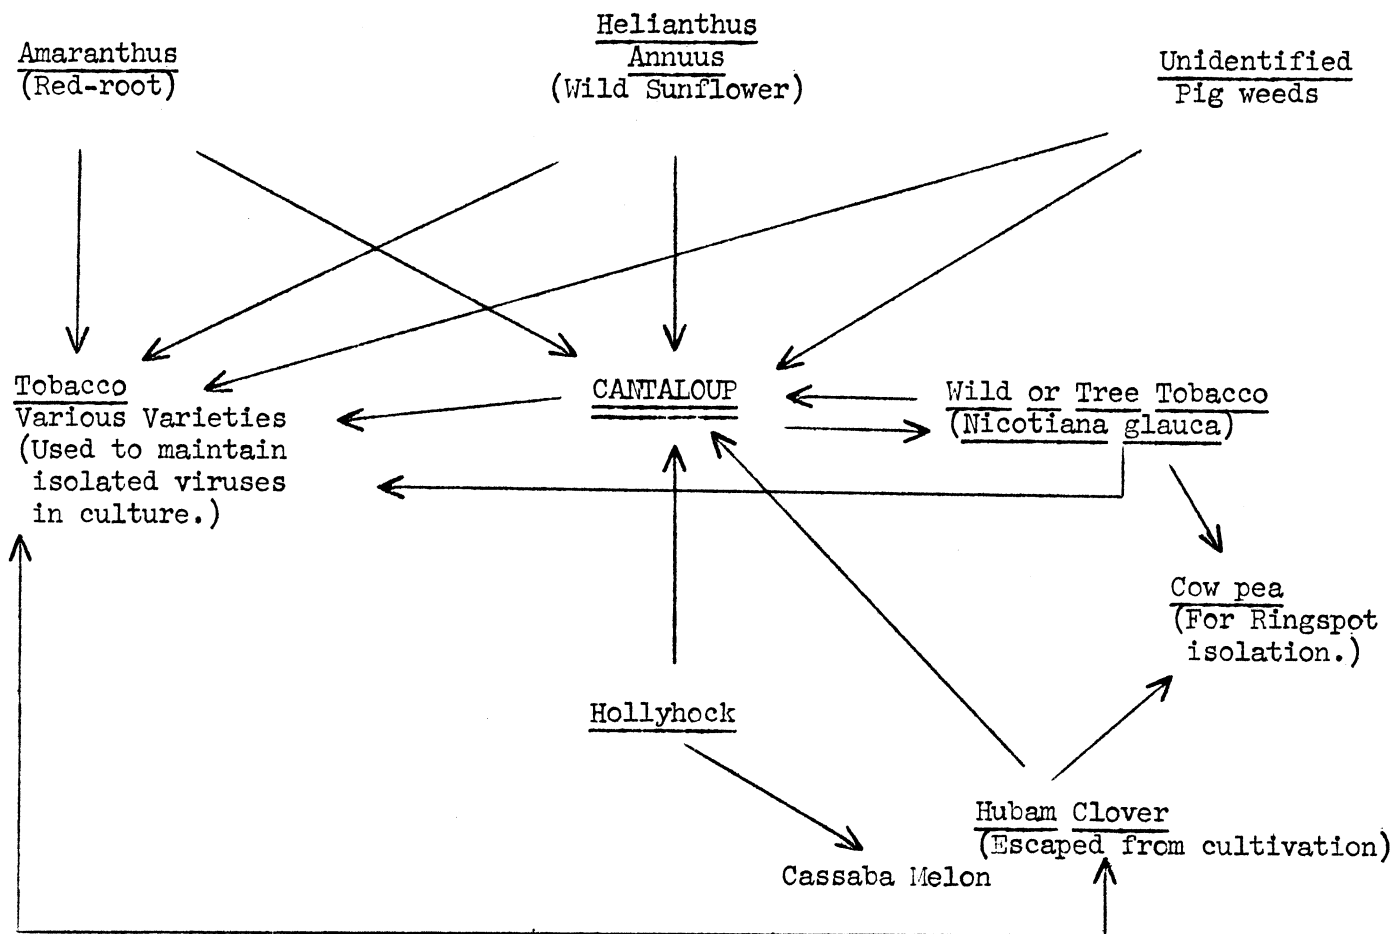 Amaranthus
(Red-root)
Helianthus
Annuus
(Wild Sunflower)
Unidentified
Pig weeds
Tobacco
Various Varieties
(Used to maintain
isolated viruses
in culture.)
CANTALOUP
Wild or Tree Tobacco
(Nicotiana glauca)
Cow pea
(For Ringspot
isolation.)
Hollyhock
Hubam Clover
(Escaped from cultivation)
Cassaba Melon